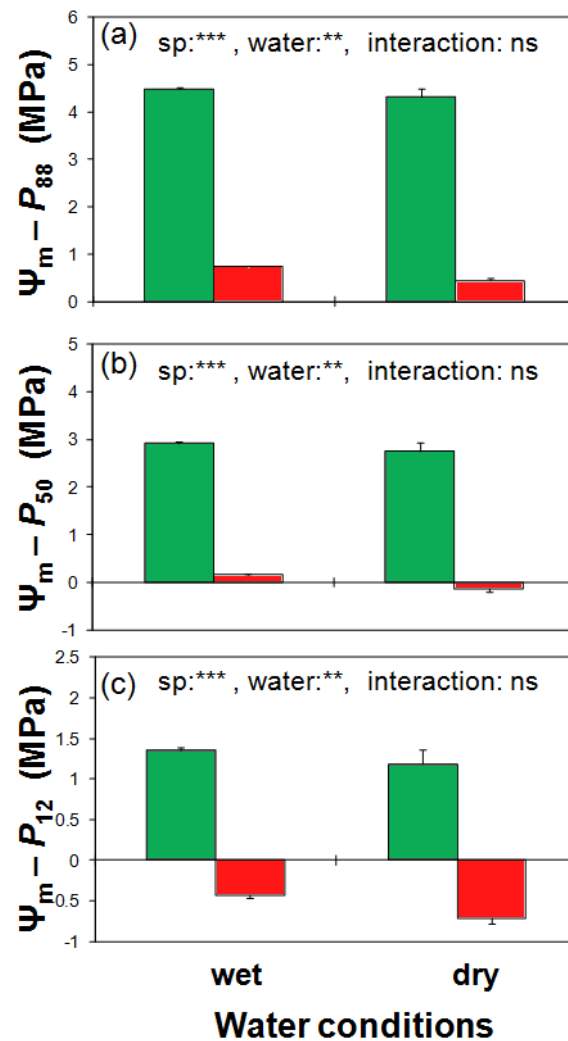 (a) sp:*** , water:**, interaction: ns
Ψm – P88 (MPa)
6
5
4
3
2
1
0
(b) sp:*** , water:**, interaction: ns
Ψm – P50 (MPa)
5
4
3
2
1
0
-1
(c) sp:*** , water:**, interaction: ns
Ψm – P12 (MPa)
2.5
2
1.5
1
0.5
0
-0.5
-1
wet dry
Water conditions